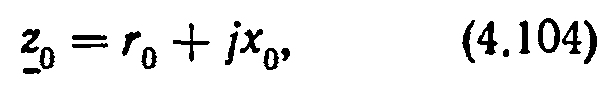 z̲₀ = r₀ + jx₀, (4.104)